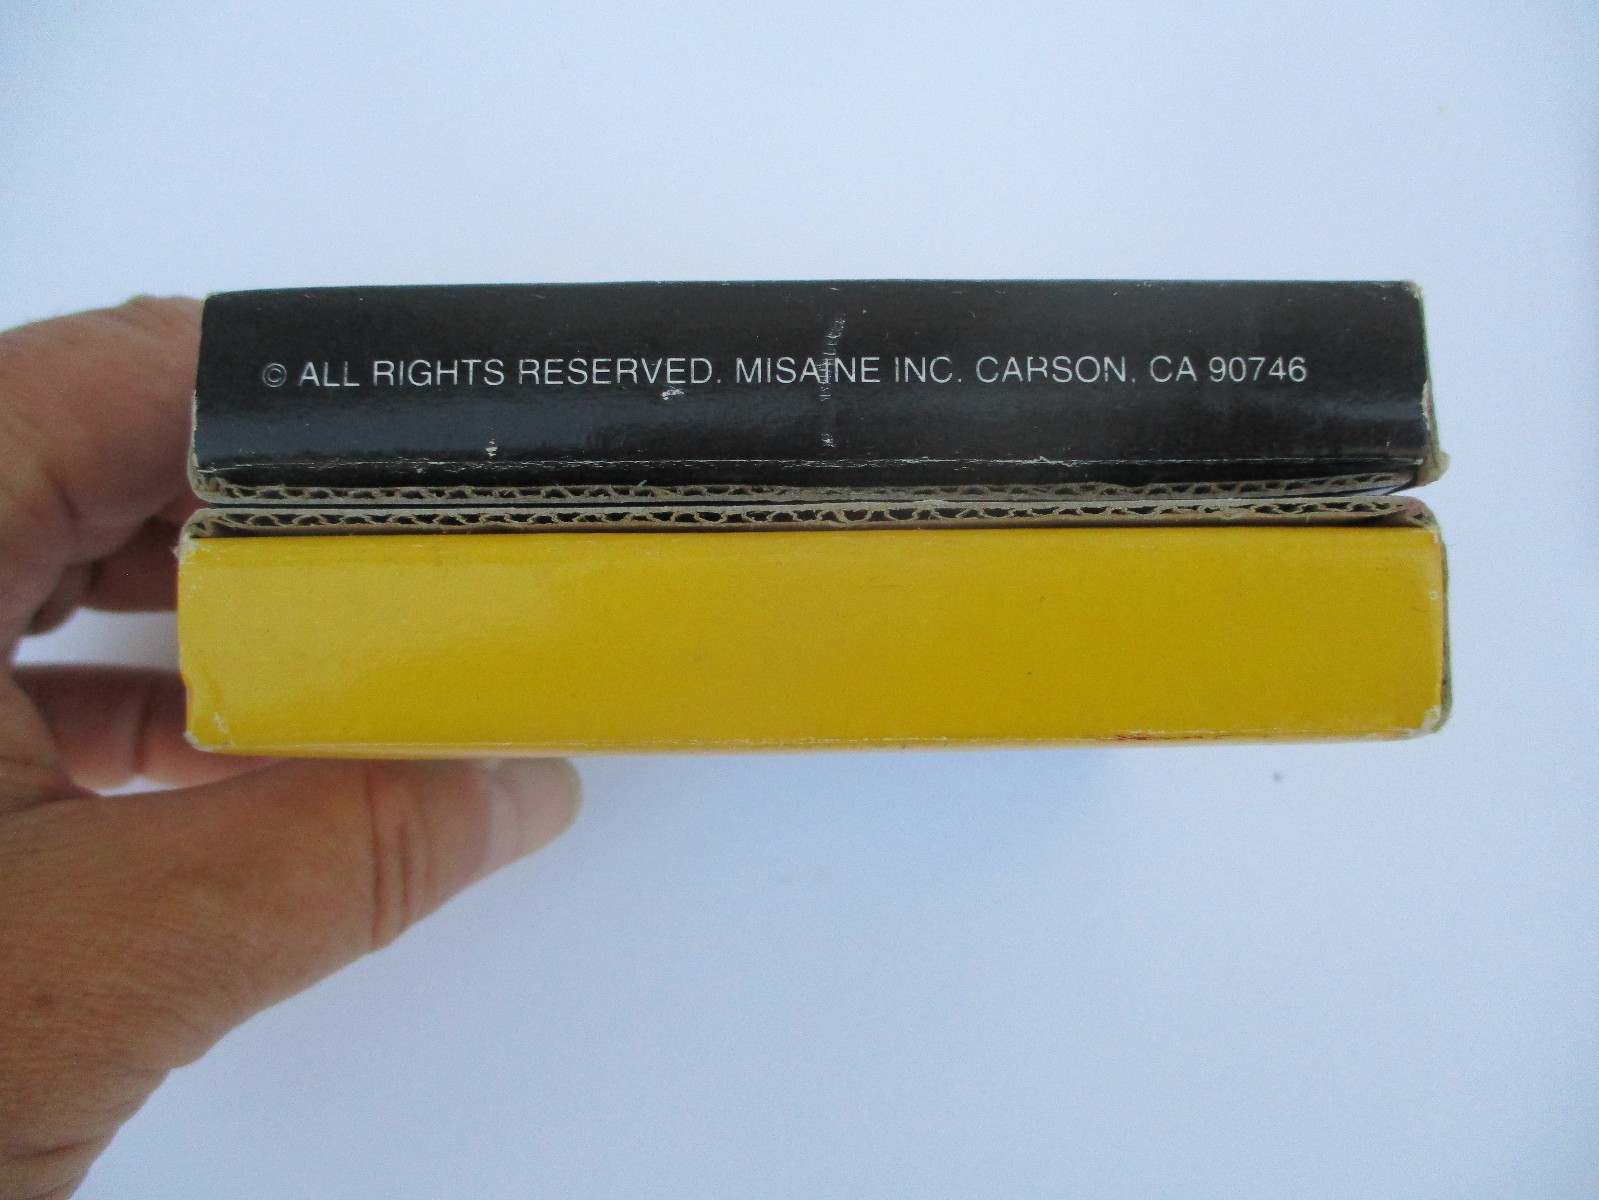 © ALL RIGHTS RESERVED. MISAINE INC. CARSON, CA 90746